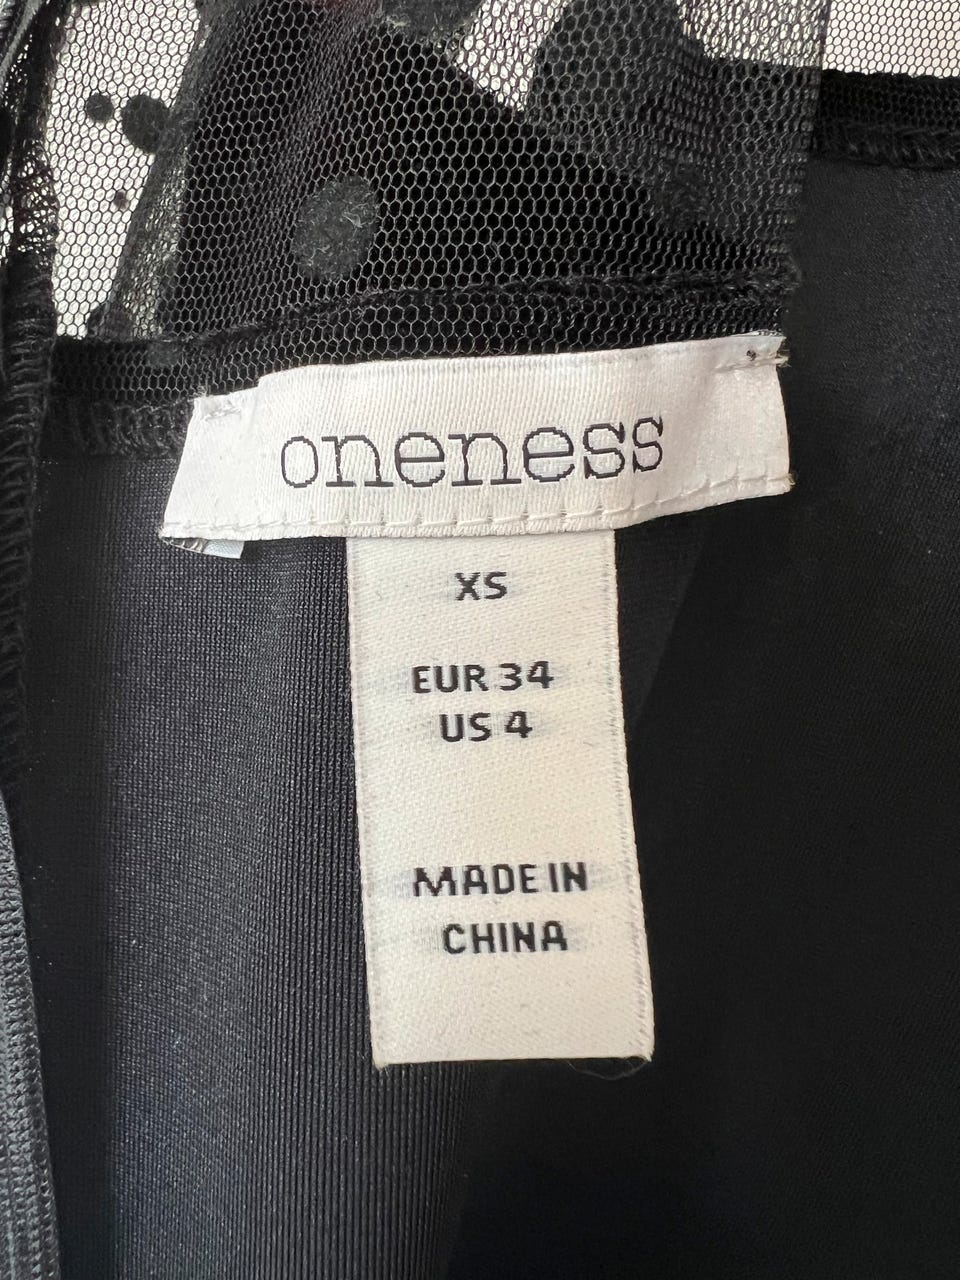 oneness
XS
EUR 34
US 4
MADE IN
CHINA